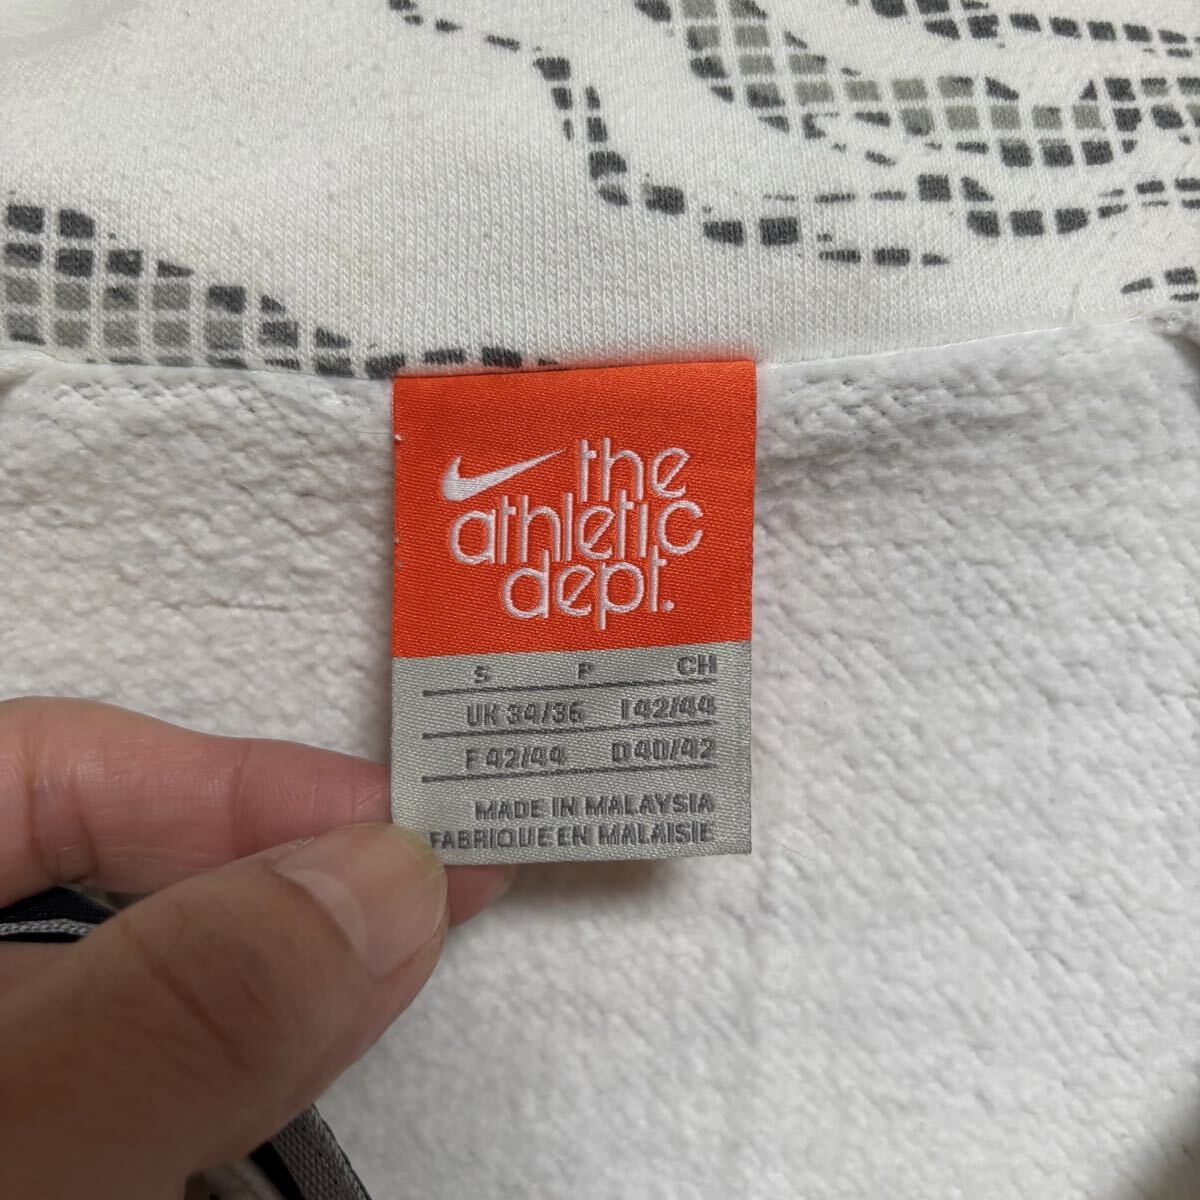 the
athletic
dept.
S P CH
UK 34/36 I 42/44
F 42/44 D 40/42
MADE IN MALAYSIA
FABRIQUE EN MALAISIE